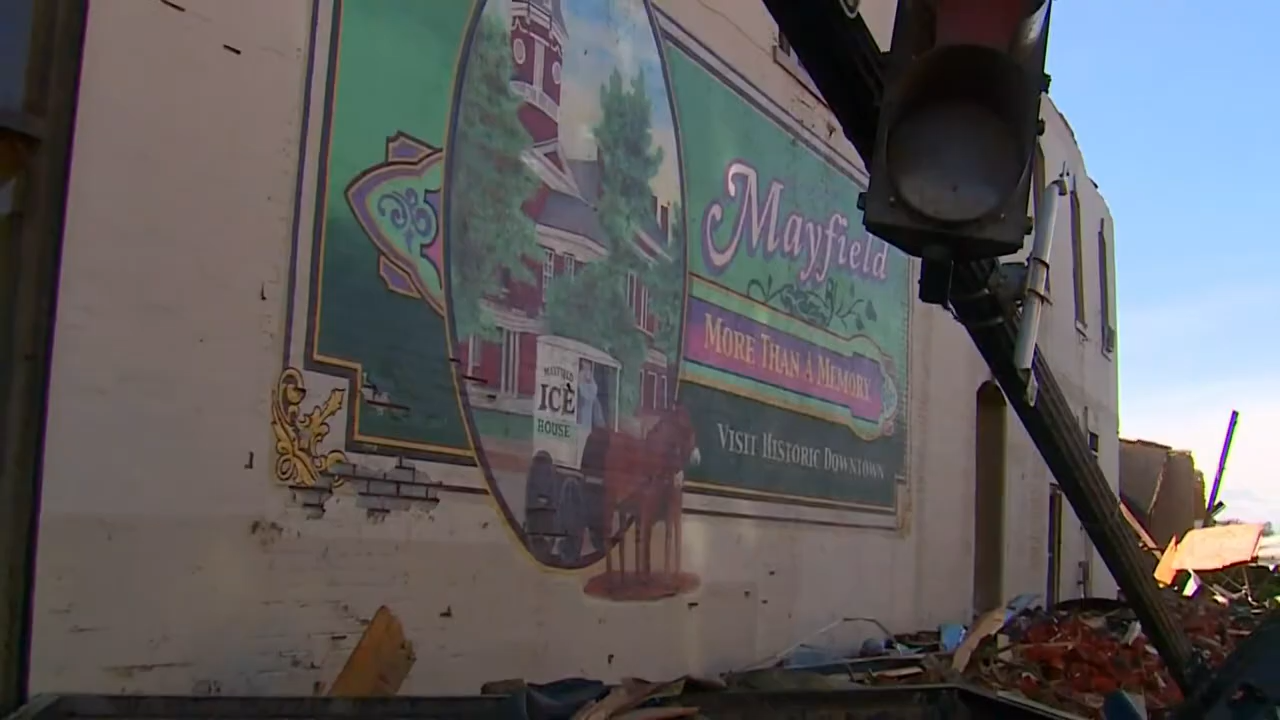 Mayfield
MORE THAN A MEMORY
VISIT HISTORIC DOWNTOWN
MAYFIELD
ICE
HOUSE